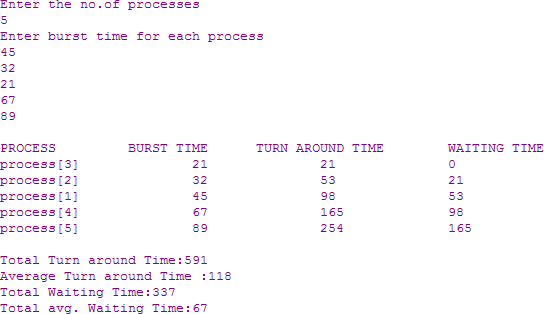 Enter the no.of processes
5
Enter burst time for each process
45
32
21
67
89
PROCESS BURST TIME TURN AROUND TIME WAITING TIME
process[3] 21 21 0
process[2] 32 53 21
process[1] 45 98 53
process[4] 67 165 98
process[5] 89 254 165
Total Turn around Time:591
Average Turn around Time :118
Total Waiting Time:337
Total avg. Waiting Time:67